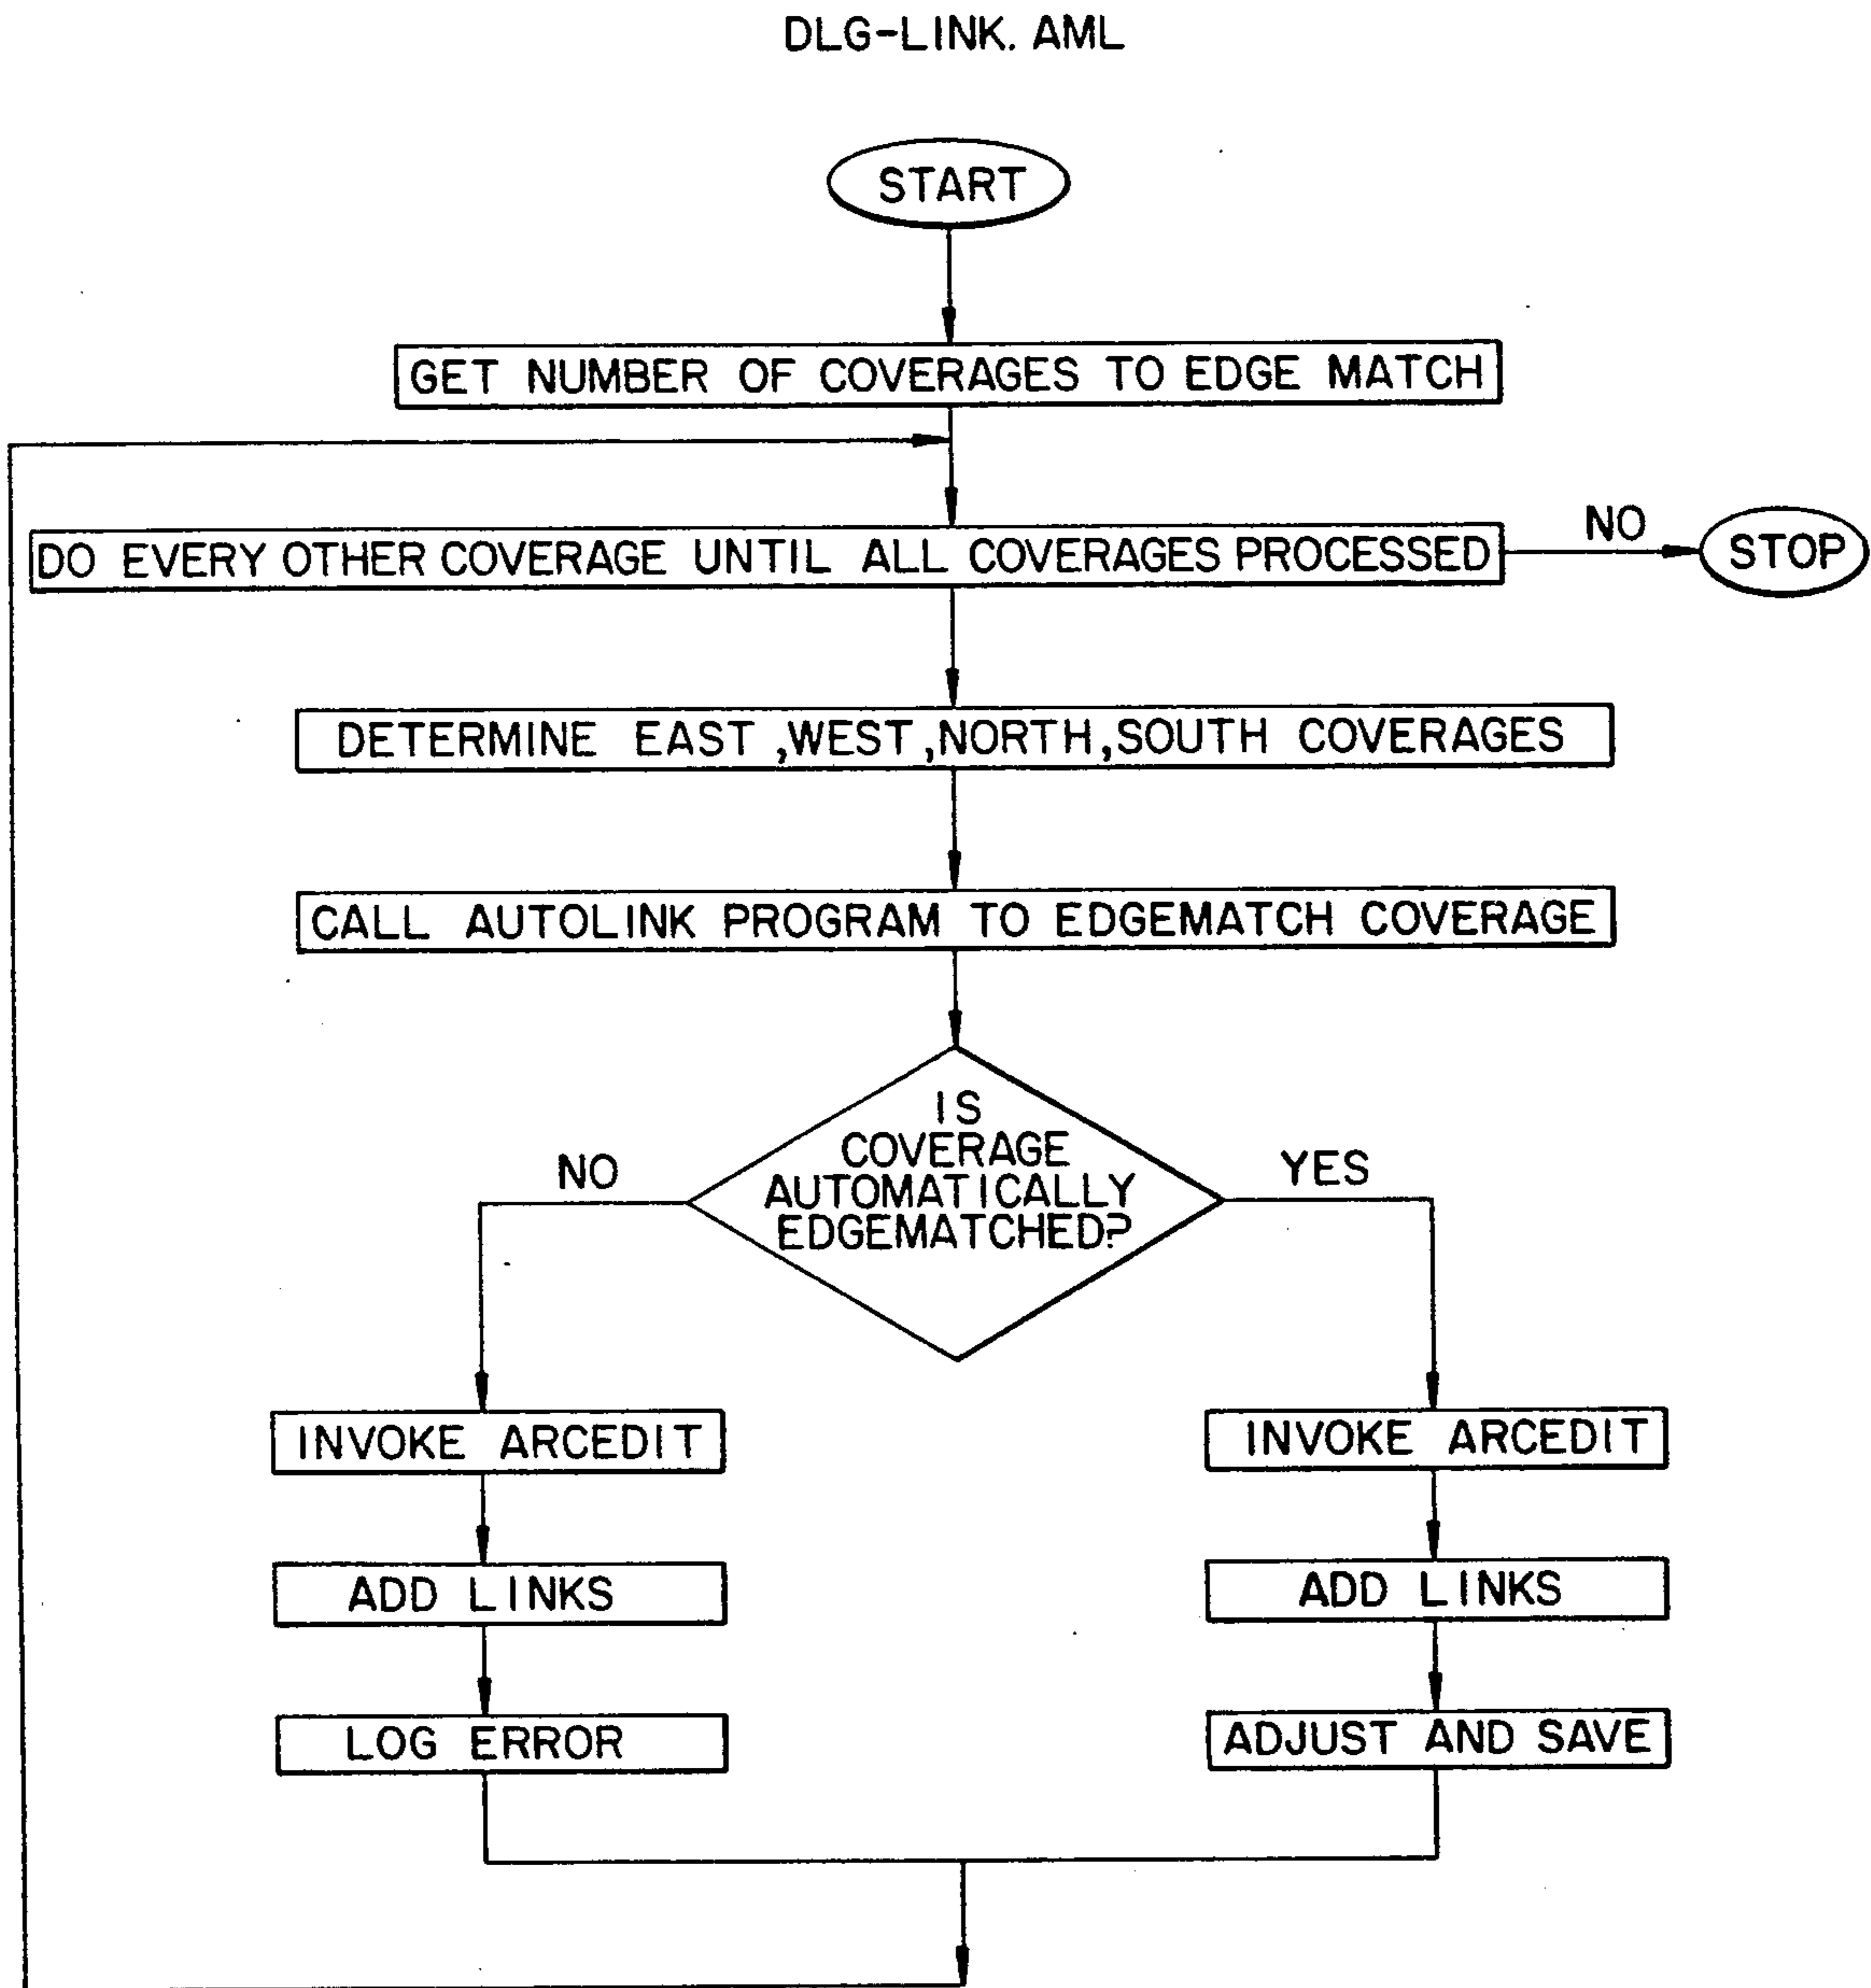 DLG-LINK. AML
START
GET NUMBER OF COVERAGES TO EDGE MATCH
DO EVERY OTHER COVERAGE UNTIL ALL COVERAGES PROCESSED
NO
STOP
DETERMINE EAST ,WEST,NORTH,SOUTH COVERAGES
CALL AUTOLINK PROGRAM TO EDGEMATCH COVERAGE
IS
COVERAGE
AUTOMATICALLY
EDGEMATCHED?
NO
YES
INVOKE ARCEDIT
INVOKE ARCEDIT
ADD LINKS
ADD LINKS
LOG ERROR
ADJUST AND SAVE